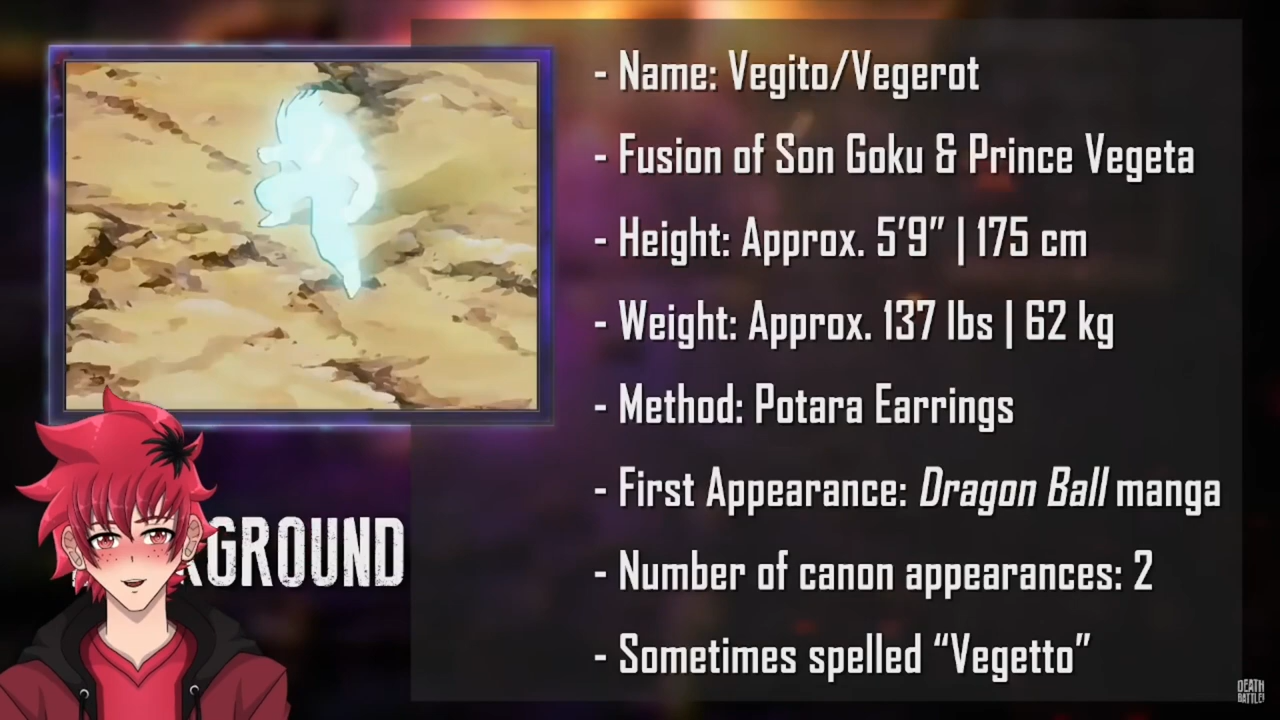 - Name: Vegito/Vegerot
- Fusion of Son Goku & Prince Vegeta
- Height: Approx. 5'9" | 175 cm
- Weight: Approx. 137 lbs | 62 kg
- Method: Potara Earrings
- First Appearance: Dragon Ball manga
- Number of canon appearances: 2
- Sometimes spelled “Vegetto”
GROUND
DEATH
BATTLE!